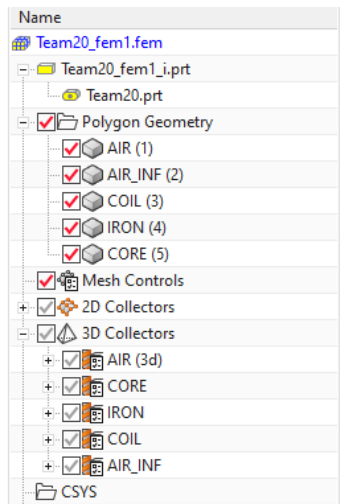 Name
Team20_fem1.fem
Team20_fem1_i.prt
Team20.prt
Polygon Geometry
AIR (1)
AIR_INF (2)
COIL (3)
IRON (4)
CORE (5)
Mesh Controls
2D Collectors
3D Collectors
AIR (3d)
CORE
IRON
COIL
AIR_INF
CSYS